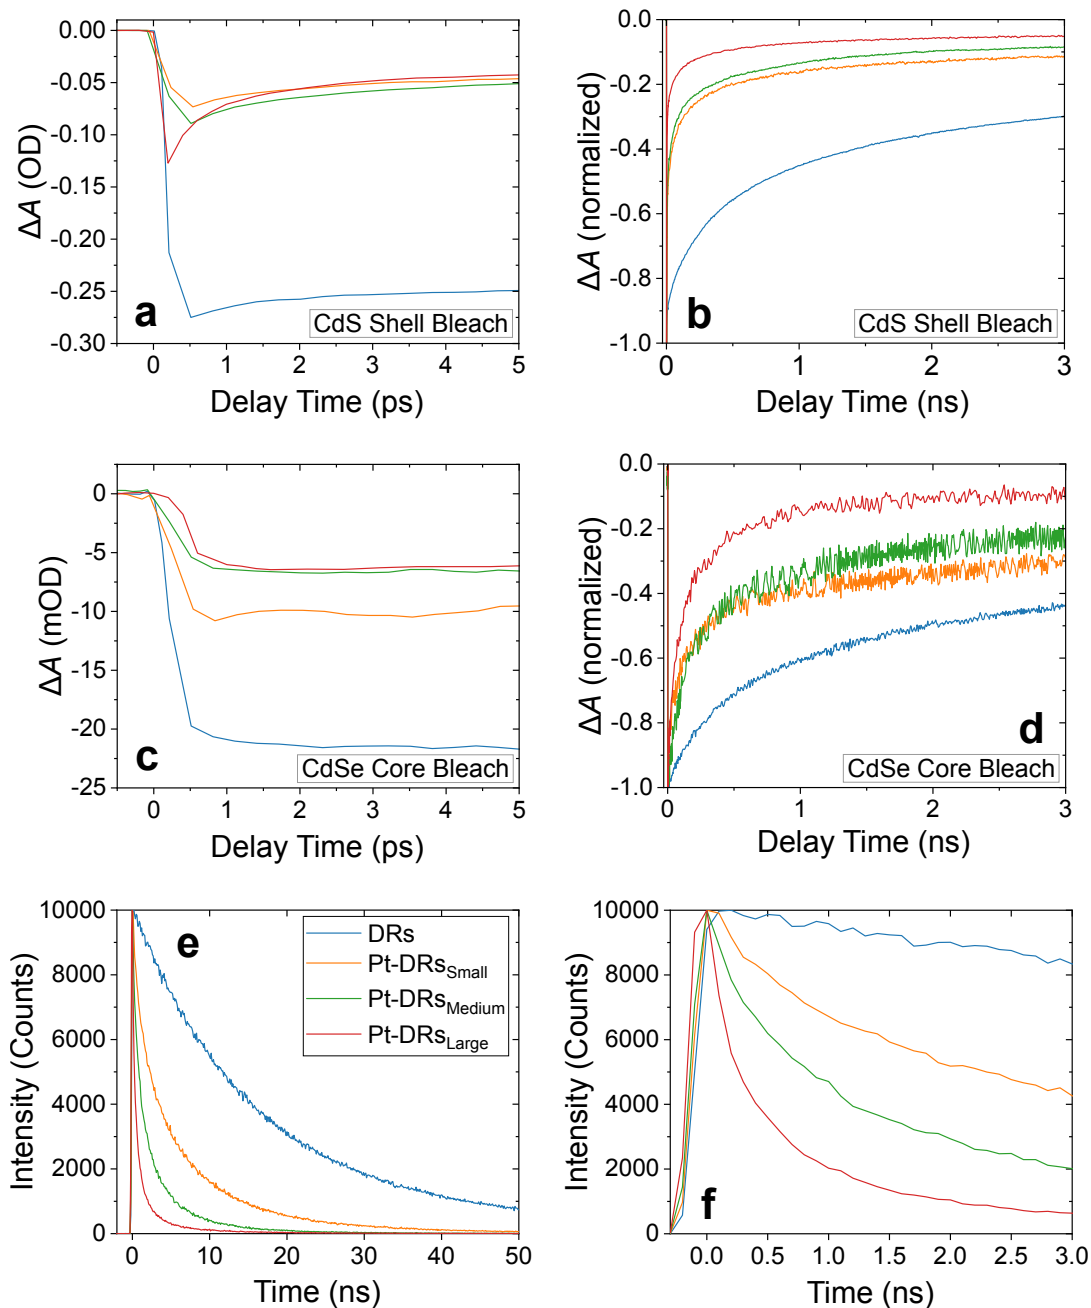 0.00
-0.05
-0.10
-0.15
-0.20
-0.25
-0.30
ΔA (OD)
a
CdS Shell Bleach
0 1 2 3 4 5
Delay Time (ps)
0.0
-0.2
-0.4
-0.6
-0.8
-1.0
ΔA (normalized)
b
CdS Shell Bleach
0 1 2 3
Delay Time (ns)
0
-5
-10
-15
-20
-25
ΔA (mOD)
c
CdSe Core Bleach
0 1 2 3 4 5
Delay Time (ps)
0.0
-0.2
-0.4
-0.6
-0.8
-1.0
ΔA (normalized)
d
CdSe Core Bleach
0 1 2 3
Delay Time (ns)
10000
8000
6000
4000
2000
0
Intensity (Counts)
e
DRs
Pt-DRsSmall
Pt-DRsMedium
Pt-DRsLarge
0 10 20 30 40 50
Time (ns)
10000
8000
6000
4000
2000
0
Intensity (Counts)
f
0.0 0.5 1.0 1.5 2.0 2.5 3.0
Time (ns)